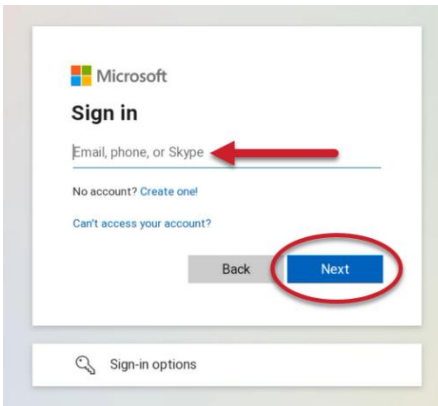 Microsoft
Sign in
Email, phone, or Skype
No account? Create one!
Can't access your account?
Back Next
Sign-in options